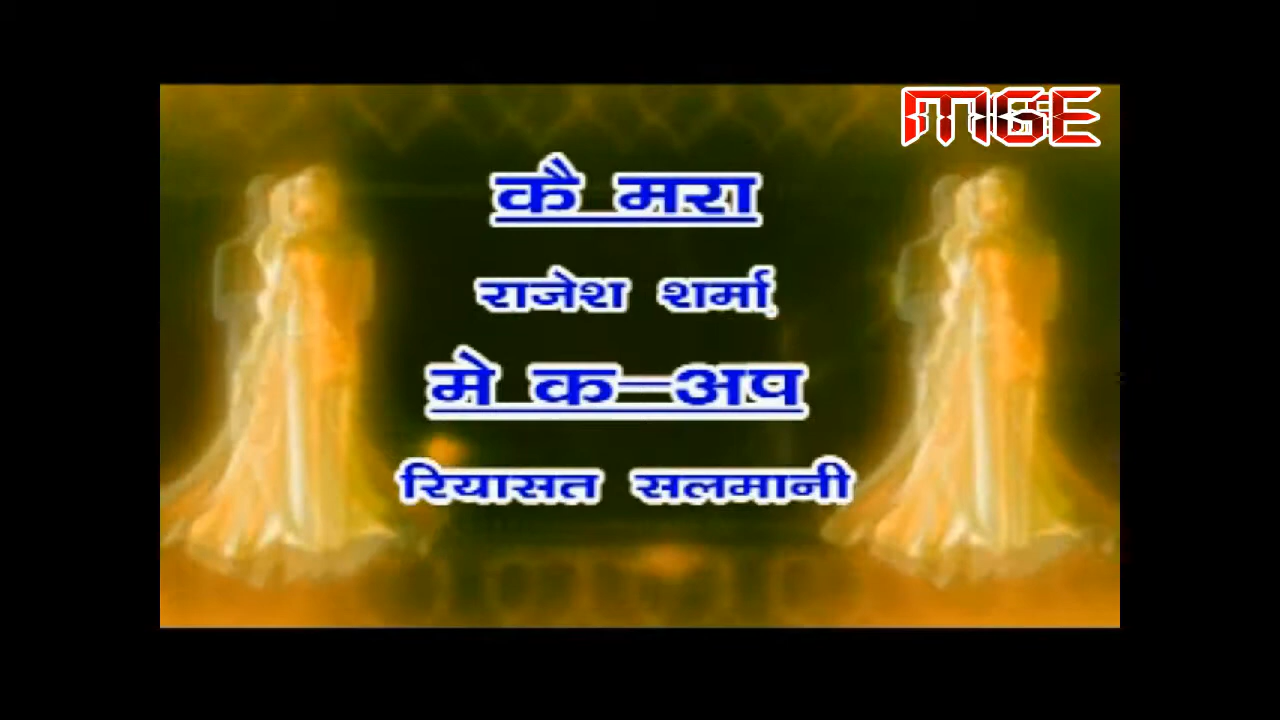 MGE
कै मरा
राजेश शर्मा
मे क-अप
रियासत सलमानी